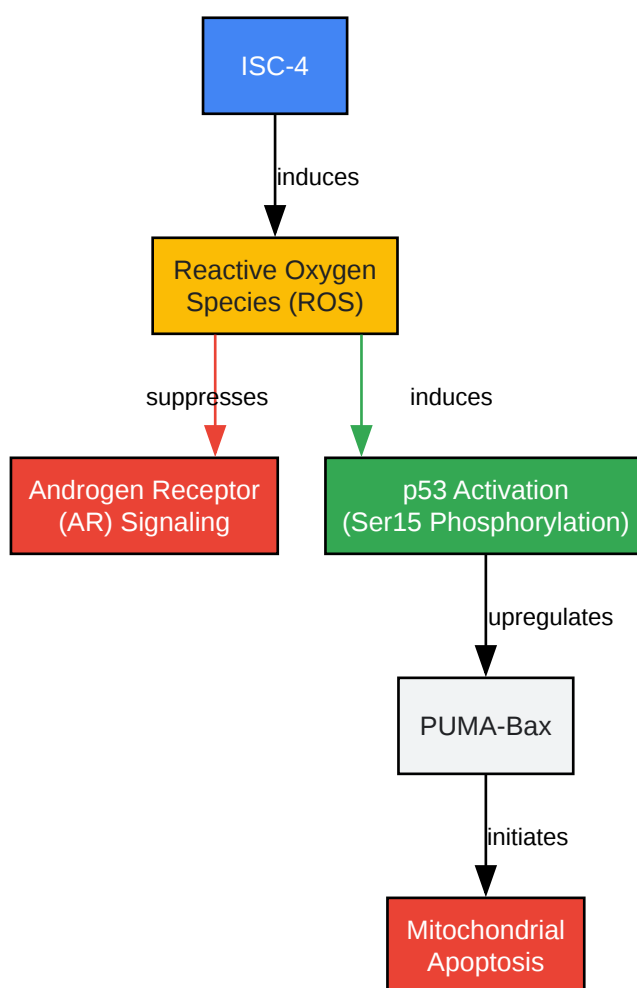 ISC-4
induces
Reactive Oxygen
Species (ROS)
suppresses
induces
Androgen Receptor
(AR) Signaling
p53 Activation
(Ser15 Phosphorylation)
upregulates
PUMA-Bax
initiates
Mitochondrial
Apoptosis